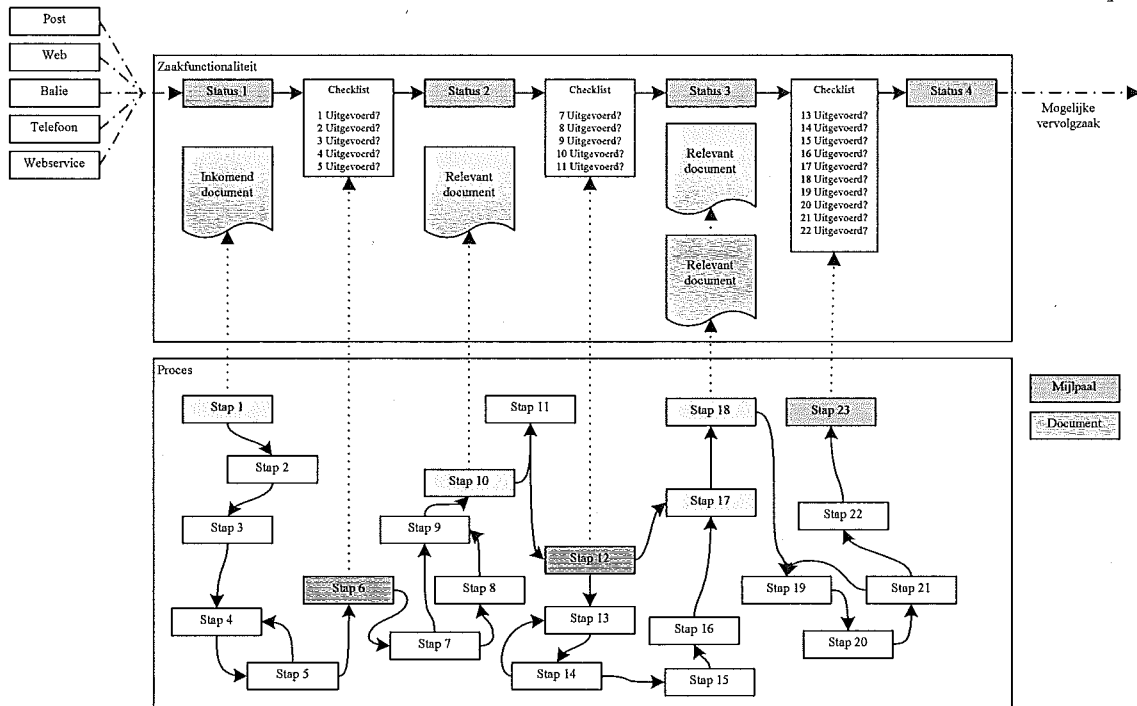 Post
Web
Balie
Telefoon
Webservice
Zaakfunctionaliteit
Status 1
Checklist
1 Uitgevoerd?
2 Uitgevoerd?
3 Uitgevoerd?
4 Uitgevoerd?
5 Uitgevoerd?
Status 2
Checklist
7 Uitgevoerd?
8 Uitgevoerd?
9 Uitgevoerd?
10 Uitgevoerd?
11 Uitgevoerd?
Status 3
Checklist
13 Uitgevoerd?
14 Uitgevoerd?
15 Uitgevoerd?
16 Uitgevoerd?
17 Uitgevoerd?
18 Uitgevoerd?
19 Uitgevoerd?
20 Uitgevoerd?
21 Uitgevoerd?
22 Uitgevoerd?
Status 4
Mogelijke
vervolgzaak
Inkomend
document
Relevant
document
Relevant
document
Relevant
document
Proces
Stap 1
Stap 2
Stap 3
Stap 4
Stap 5
Stap 6
Stap 7
Stap 8
Stap 9
Stap 10
Stap 11
Stap 12
Stap 13
Stap 14
Stap 15
Stap 16
Stap 17
Stap 18
Stap 19
Stap 20
Stap 21
Stap 22
Stap 23
Mijlpaal
Document